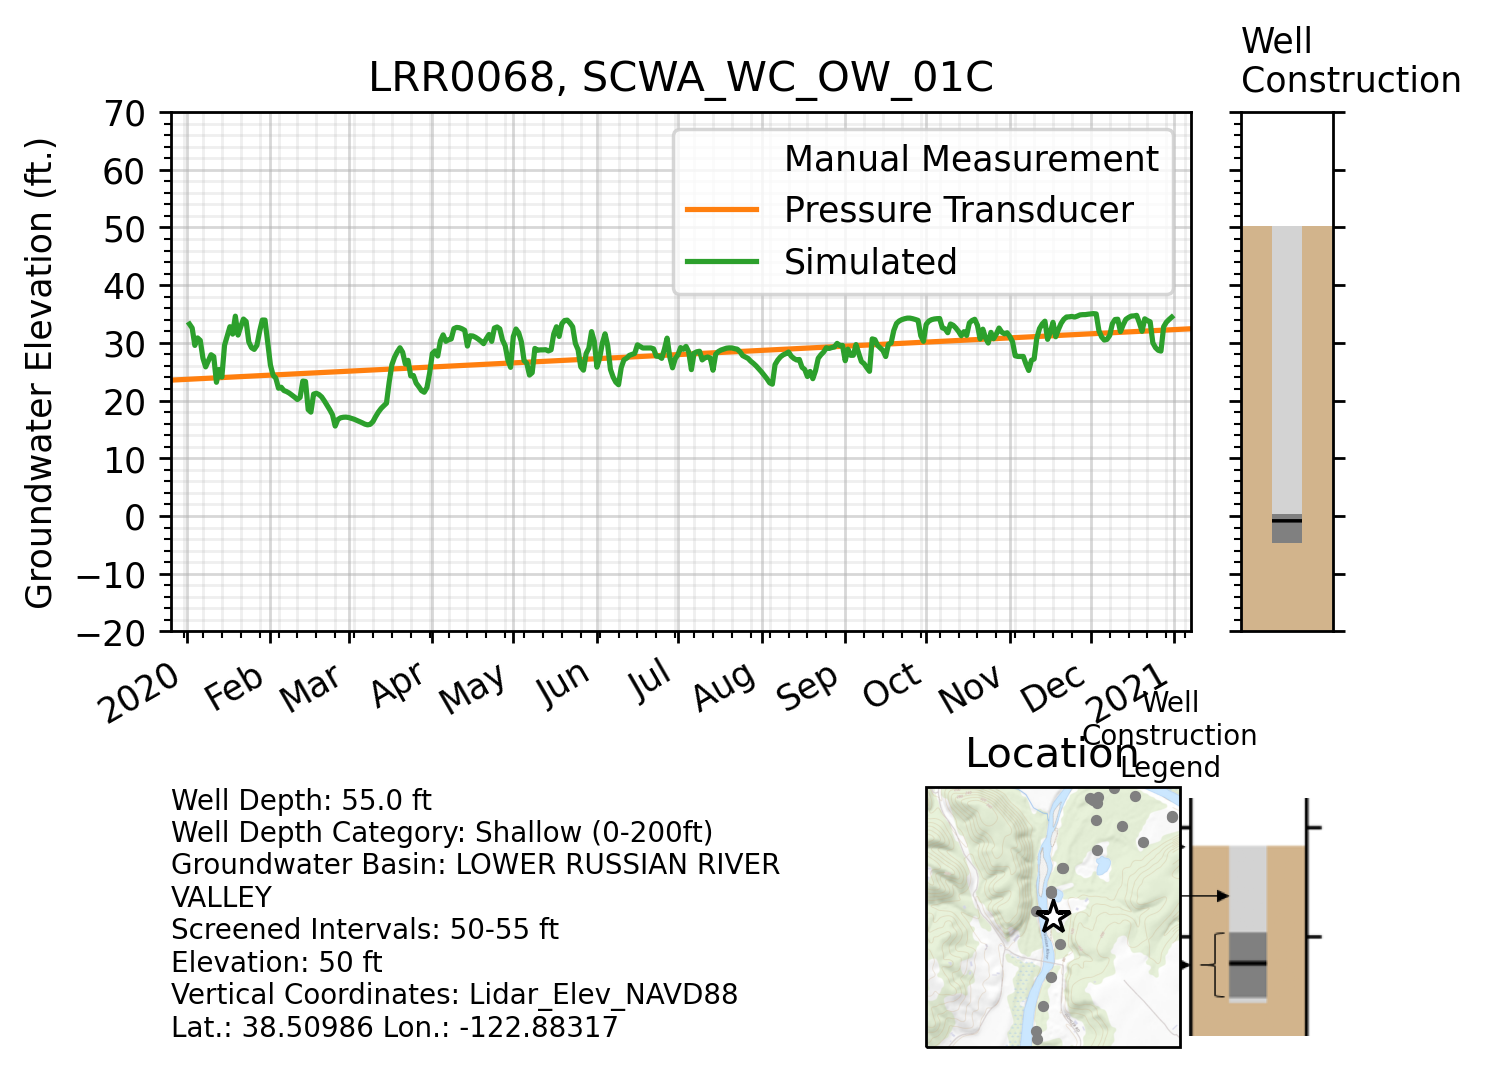 Well
Construction
LRR0068, SCWA_WC_OW_01C
Groundwater Elevation (ft.)
70
60
50
40
30
20
10
0
−10
−20
Manual Measurement
Pressure Transducer
Simulated
2020
Feb
Mar
Apr
May
Jun
Jul
Aug
Sep
Oct
Nov
Dec
2021
Well
Construction
Legend
Location
Well Depth: 55.0 ft
Well Depth Category: Shallow (0-200ft)
Groundwater Basin: LOWER RUSSIAN RIVER
VALLEY
Screened Intervals: 50-55 ft
Elevation: 50 ft
Vertical Coordinates: Lidar_Elev_NAVD88
Lat.: 38.50986 Lon.: -122.88317